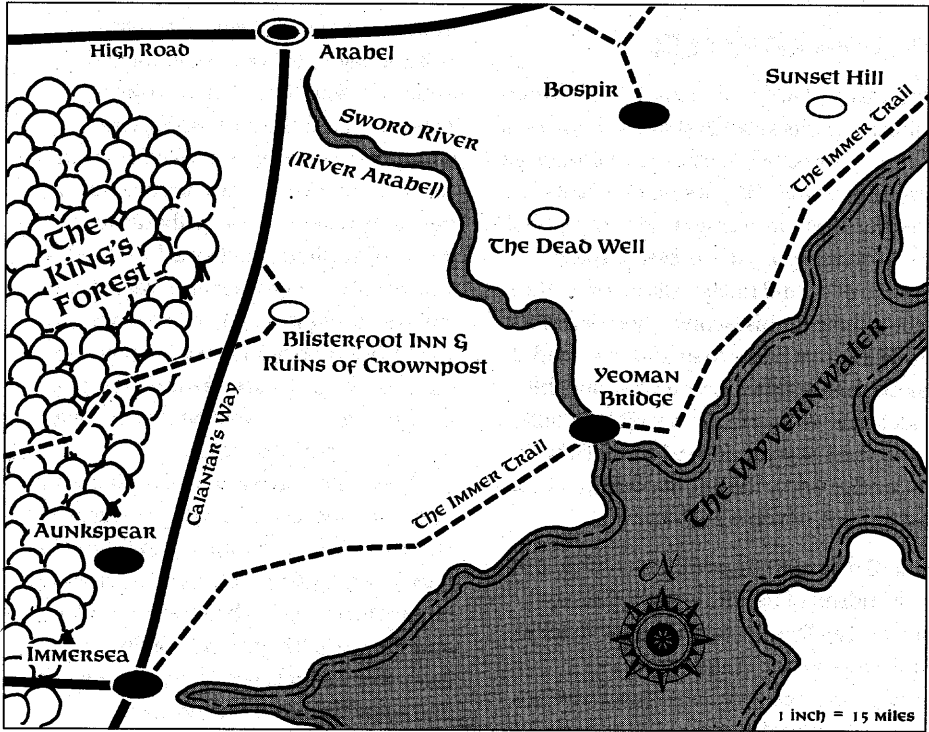 High Road
Arabel
Bospir
Sunset Hill
The Immer Trail
Sword River
(River Arabel)
The Dead Well
The
King's
Forest
Blisterfoot Inn &
Ruins of Crownpost
Yeoman
Bridge
The Wyvernwater
Calantar's Way
The Immer Trail
Aunkspear
N
Immersea
1 inch = 15 miles